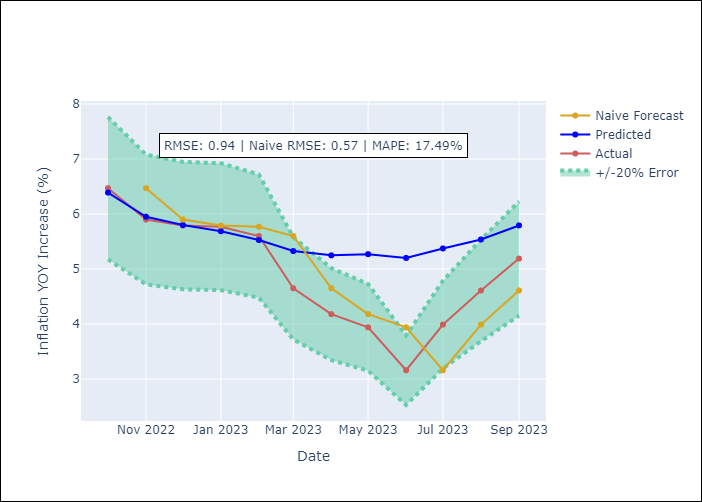 RMSE: 0.94 | Naive RMSE: 0.57 | MAPE: 17.49%
Naive Forecast
Predicted
Actual
+/-20% Error
Inflation YOY Increase (%)
8
7
6
5
4
3
Nov 2022
Jan 2023
Mar 2023
May 2023
Jul 2023
Sep 2023
Date